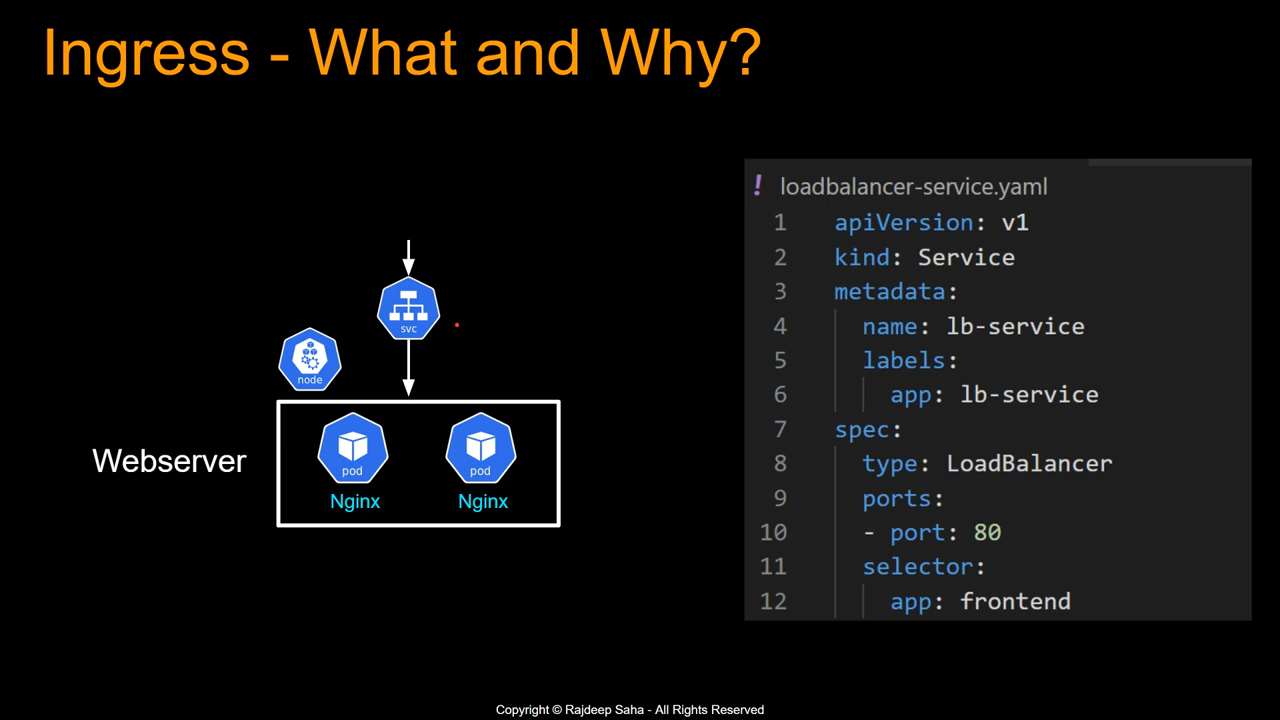 Ingress - What and Why?
svc
node
Webserver
pod
pod
Nginx
Nginx
! loadbalancer-service.yaml
1 apiVersion: v1
2 kind: Service
3 metadata:
4 name: lb-service
5 labels:
6 app: lb-service
7 spec:
8 type: LoadBalancer
9 ports:
10 - port: 80
11 selector:
12 app: frontend
Copyright © Rajdeep Saha - All Rights Reserved